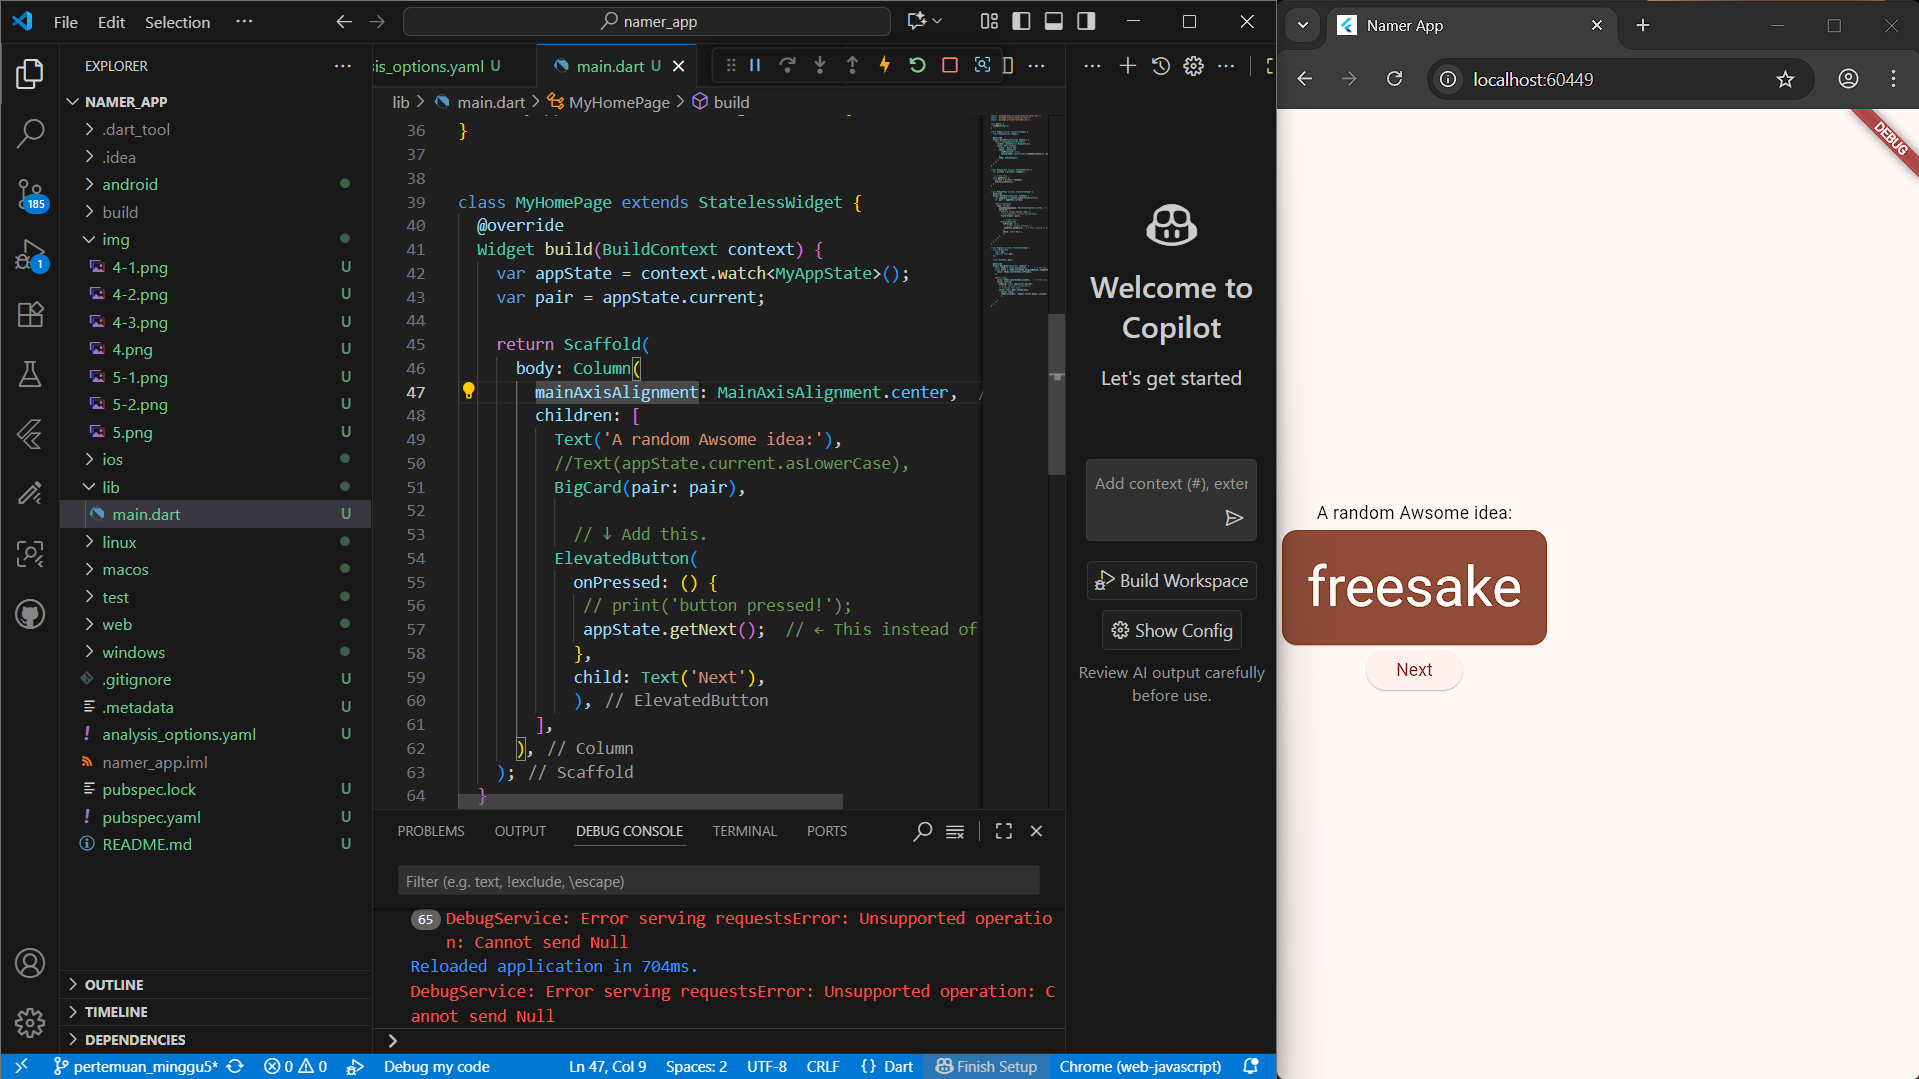 File Edit Selection ··· namer_app
EXPLORER
NAMER_APP
.dart_tool
.idea
android
build
img
4-1.png U
4-2.png U
4-3.png U
4.png U
5-1.png U
5-2.png U
5.png U
ios
lib
main.dart U
linux
macos
test
web
windows
.gitignore U
.metadata U
analysis_options.yaml U
namer_app.iml
pubspec.lock U
pubspec.yaml U
README.md U
OUTLINE
TIMELINE
DEPENDENCIES
185
1
is_options.yaml U main.dart U
lib > main.dart > MyHomePage > build
36 }
37
38
39 class MyHomePage extends StatelessWidget {
40 @override
41 Widget build(BuildContext context) {
42 var appState = context.watch<MyAppState>();
43 var pair = appState.current;
44
45 return Scaffold(
46 body: Column(
47 mainAxisAlignment: MainAxisAlignment.center, /
48 children: [
49 Text('A random Awsome idea:'),
50 //Text(appState.current.asLowerCase),
51 BigCard(pair: pair),
52
53 // ↓ Add this.
54 ElevatedButton(
55 onPressed: () {
56 // print('button pressed!');
57 appState.getNext(); // ← This instead of
58 },
59 child: Text('Next'),
60 ), // ElevatedButton
61 ],
62 ), // Column
63 ); // Scaffold
64 }
PROBLEMS OUTPUT DEBUG CONSOLE TERMINAL PORTS
Filter (e.g. text, !exclude, \escape)
65 DebugService: Error serving requestsError: Unsupported operatio
n: Cannot send Null
Reloaded application in 704ms.
DebugService: Error serving requestsError: Unsupported operation: C
annot send Null
Welcome to
Copilot
Let's get started
Add context (#), exter
Build Workspace
Show Config
Review AI output carefully
before use.
pertemuan_minggu5* 0 0 Debug my code Ln 47, Col 9 Spaces: 2 UTF-8 CRLF {} Dart Finish Setup Chrome (web-javascript)
Namer App
localhost:60449
DEBUG
A random Awsome idea:
freesake
Next